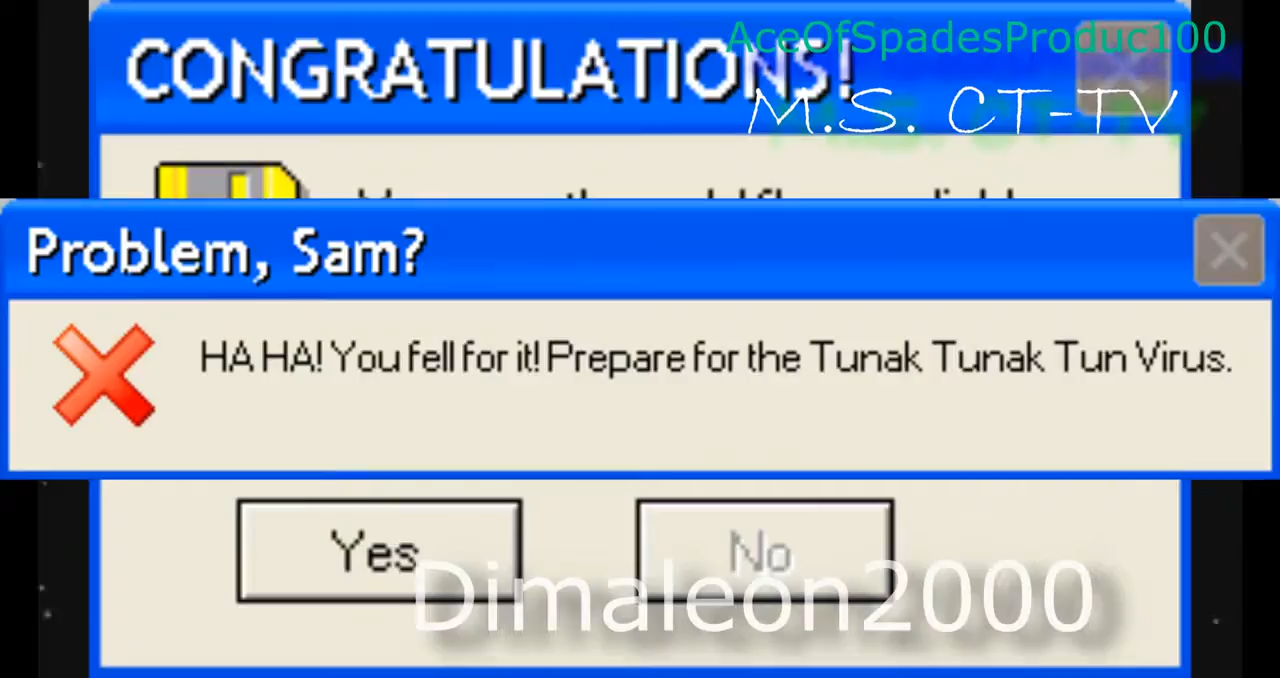 AceOfSpadesProduc100
CONGRATULATIONS!
M.S. CT-TV
Problem, Sam?
HA HA! You fell for it! Prepare for the Tunak Tunak Tun Virus.
Yes
No
Dimaleon2000